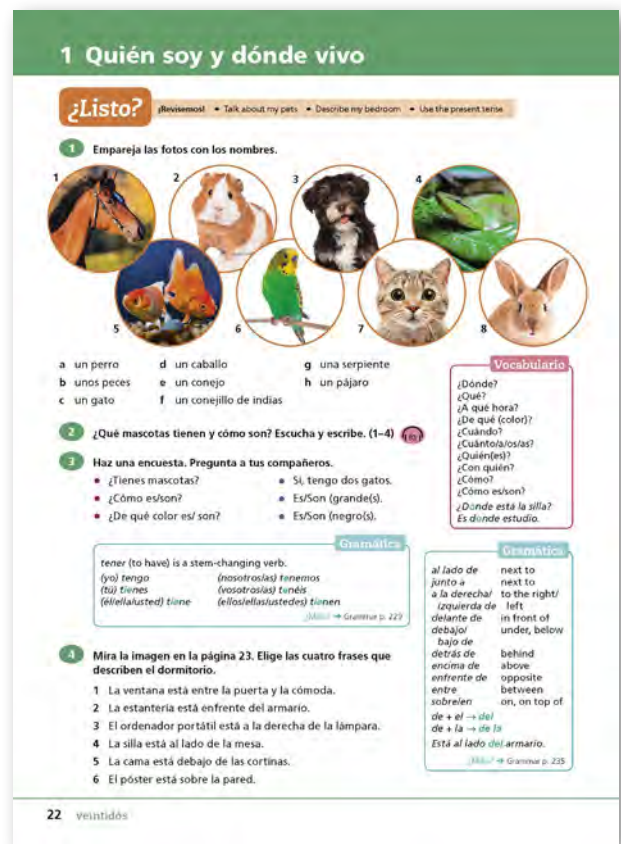 1 Quién soy y dónde vivo
¿Listo?
¡Revisemos! • Talk about my pets • Describe my bedroom • Use the present tense
1 Empareja las fotos con los nombres.
1
2
3
4
5
6
7
8
a un perro
b unos peces
c un gato
d un caballo
e un conejo
f un conejillo de indias
g una serpiente
h un pájaro
2 ¿Qué mascotas tienen y cómo son? Escucha y escribe. (1–4)
3 Haz una encuesta. Pregunta a tus compañeros.
• ¿Tienes mascotas?
• Sí, tengo dos gatos.
• ¿Cómo es/son?
• Es/Son (grande(s).
• ¿De qué color es/ son?
• Es/Son (negro(s).
Vocabulario
¿Dónde?
¿Qué?
¿A qué hora?
¿De qué (color)?
¿Cuándo?
¿Cuánto/a/os/as?
¿Quién(es)?
¿Con quién?
¿Cómo?
¿Cómo es/son?
¿Dónde está la silla?
Es donde estudio.
Gramática
tener (to have) is a stem-changing verb.
(yo) tengo (nosotros/as) tenemos
(tú) tienes (vosotros/as) tenéis
(él/ella/usted) tiene (ellos/ellas/ustedes) tienen
➔ Grammar p. 229
4 Mira la imagen en la página 23. Elige las cuatro frases que
describen el dormitorio.
1 La ventana está entre la puerta y la cómoda.
2 La estantería está enfrente del armario.
3 El ordenador portátil está a la derecha de la lámpara.
4 La silla está al lado de la mesa.
5 La cama está debajo de las cortinas.
6 El póster está sobre la pared.
Gramática
al lado de next to
junto a next to
a la derecha/ to the right/
izquierda de left
delante de in front of
debajo/ under, below
bajo de
detrás de behind
encima de above
enfrente de opposite
entre between
sobre/en on, on top of
de + el → del
de + la → de la
Está al lado del armario.
➔ Grammar p. 235
22 veintidós